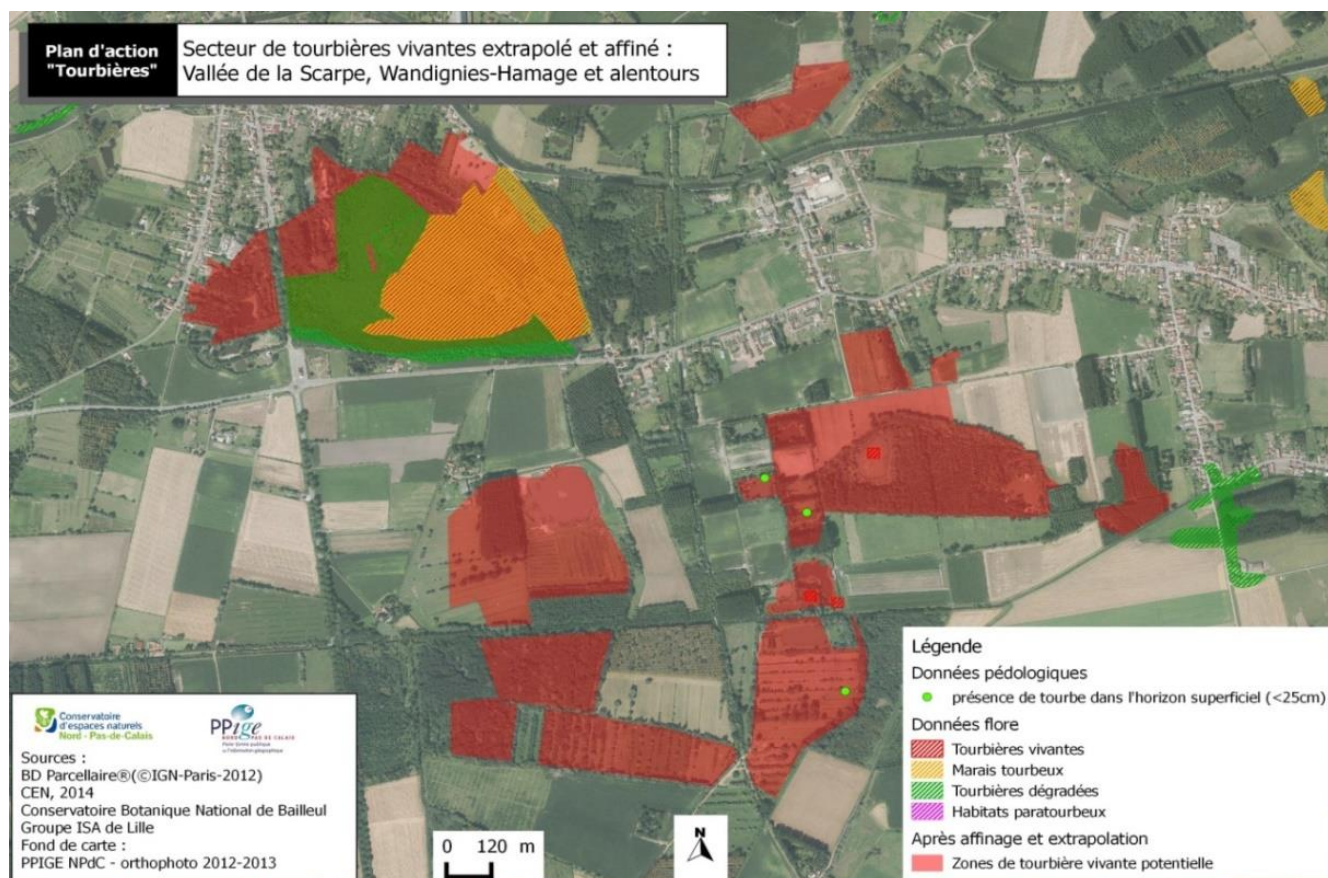 Plan d'action
"Tourbières"
Secteur de tourbières vivantes extrapolé et affiné :
Vallée de la Scarpe, Wandignies-Hamage et alentours
Conservatoire
d'espaces naturels
Nord - Pas-de-Calais
PPige
NORD PAS DE CALAIS
Sources :
BD Parcellaire®(©IGN-Paris-2012)
CEN, 2014
Conservatoire Botanique National de Bailleul
Groupe ISA de Lille
Fond de carte :
PPIGE NPdC - orthophoto 2012-2013
0 120 m
N
Légende
Données pédologiques
présence de tourbe dans l'horizon superficiel (<25cm)
Données flore
Tourbières vivantes
Marais tourbeux
Tourbières dégradées
Habitats paratourbeux
Après affinage et extrapolation
Zones de tourbière vivante potentielle